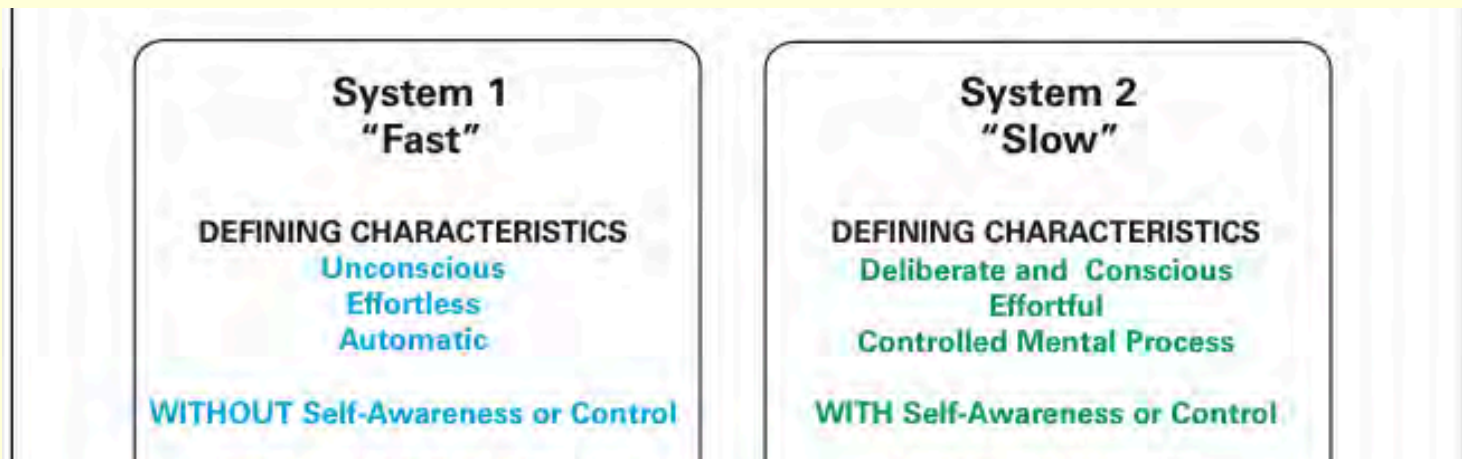 System 1
“Fast”
DEFINING CHARACTERISTICS
Unconscious
Effortless
Automatic
WITHOUT Self-Awareness or Control
System 2
“Slow”
DEFINING CHARACTERISTICS
Deliberate and Conscious
Effortful
Controlled Mental Process
WITH Self-Awareness or Control